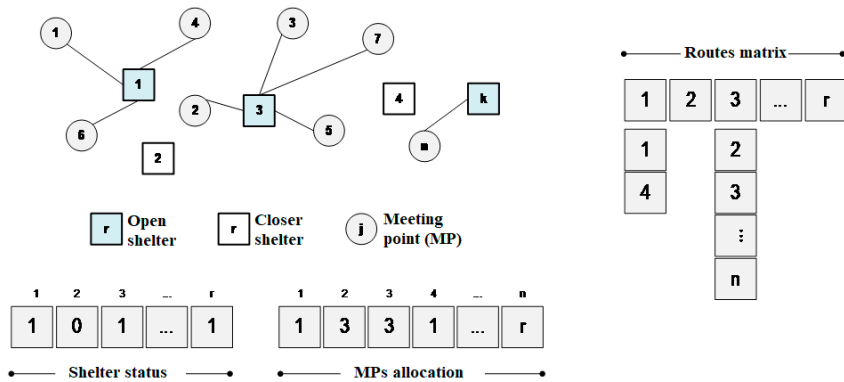 1
4
3
7
Routes matrix
1
3
4
k
1 2 3 ... r
2
5
6
n
1 2
2
4 3
⋮
n
r Open shelter
r Closer shelter
j Meeting point (MP)
1 2 3 ... r
1 2 3 4 ... n
1 0 1 ... 1
1 3 3 1 ... r
Shelter status
MPs allocation